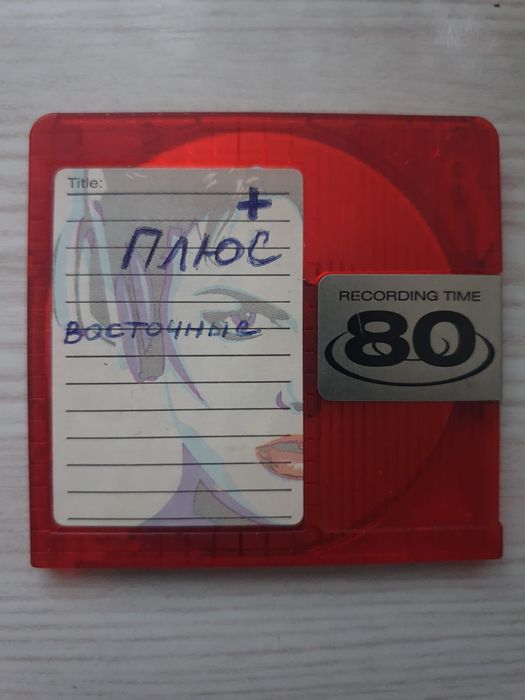 Title:
+
ПЛЮС
ВОСТОЧНЫЕ
RECORDING TIME
80